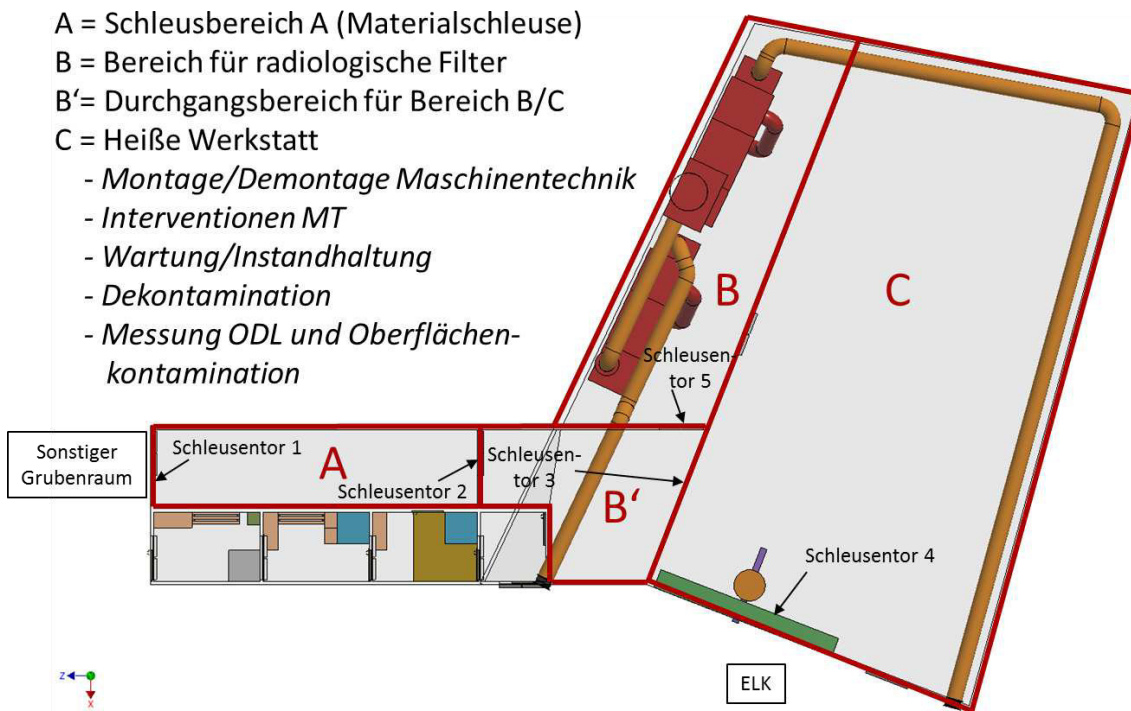 A = Schleusbereich A (Materialschleuse)
B = Bereich für radiologische Filter
B‘= Durchgangsbereich für Bereich B/C
C = Heiße Werkstatt
- Montage/Demontage Maschinentechnik
- Interventionen MT
- Wartung/Instandhaltung
- Dekontamination
- Messung ODL und Oberflächen-
kontamination
B
C
Schleusen-
tor 5
Sonstiger
Grubenraum
Schleusentor 1
A
Schleusentor 2
Schleusen-
tor 3
B‘
Schleusentor 4
ELK
Z
X